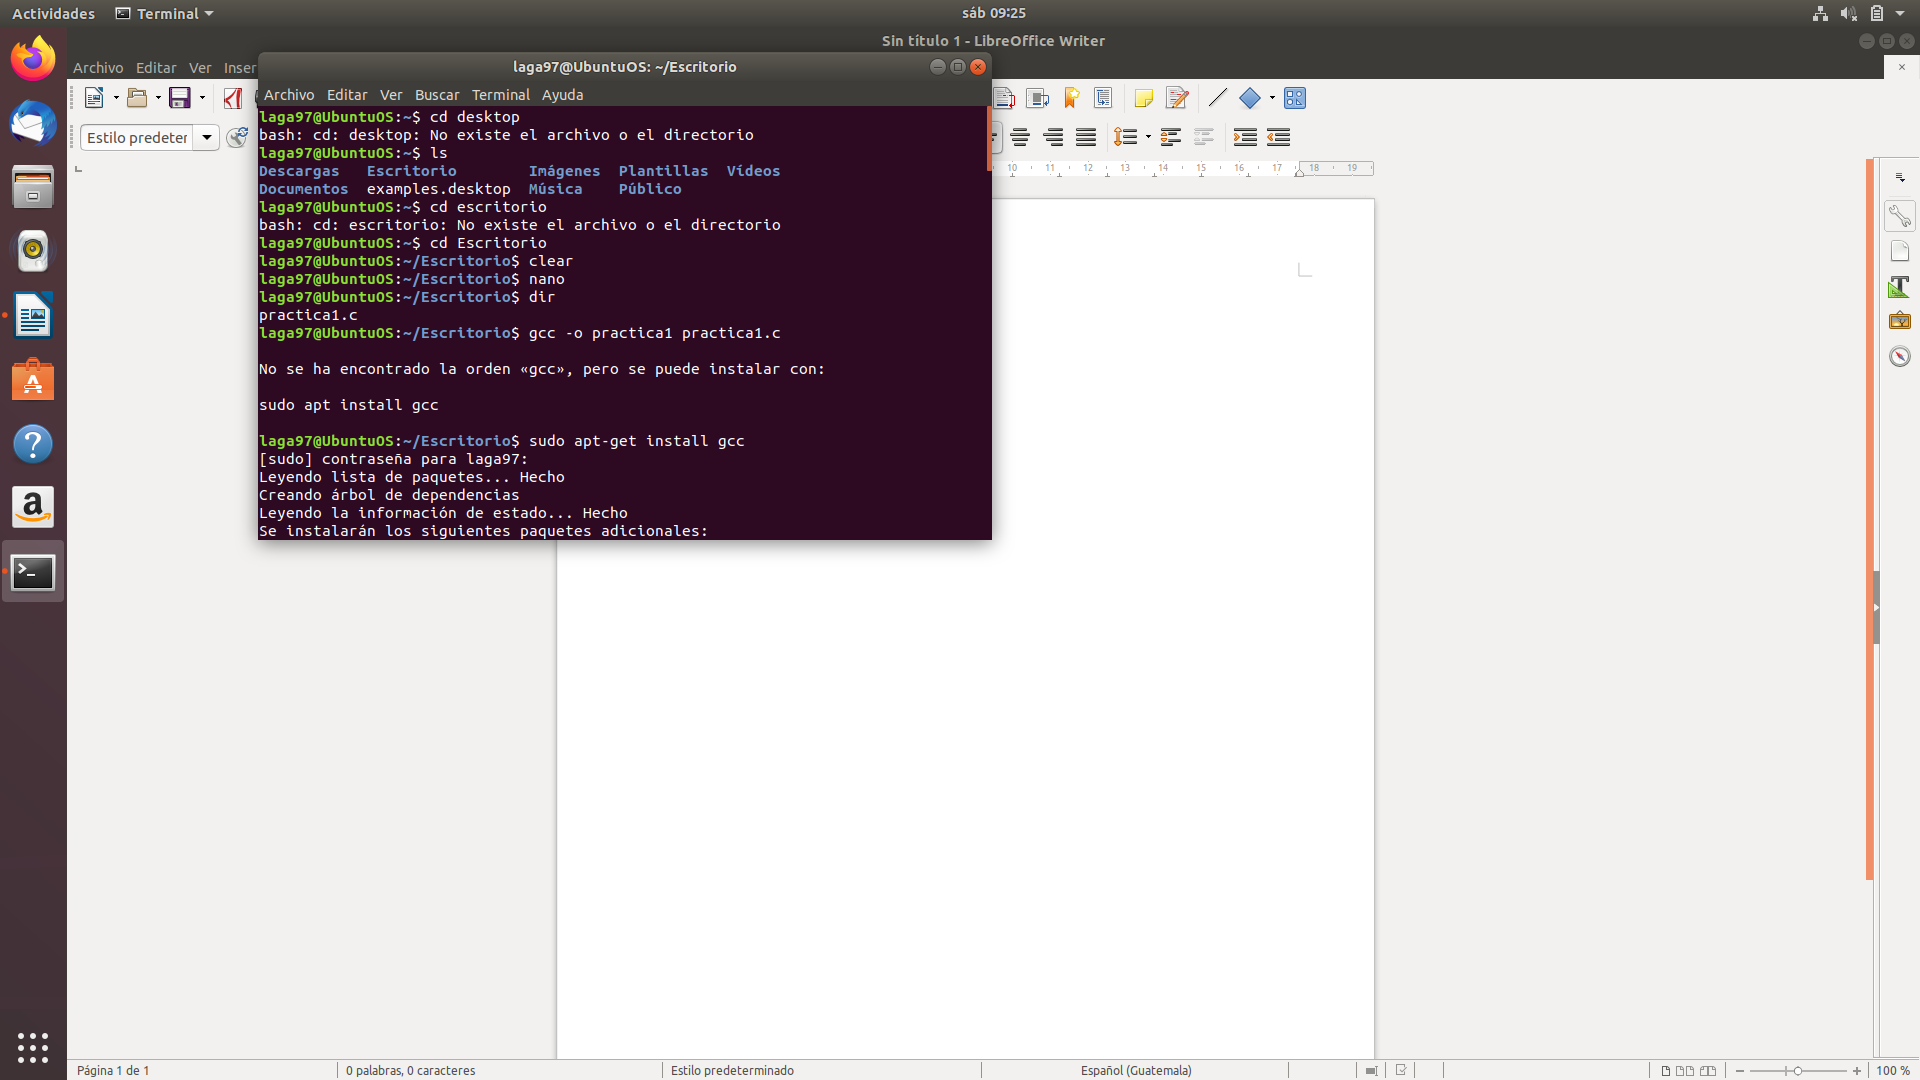 Actividades Terminal sáb 09:25
Sin título 1 - LibreOffice Writer
Archivo Editar Ver Inser
laga97@UbuntuOS: ~/Escritorio
Archivo Editar Ver Buscar Terminal Ayuda
Estilo predeter
10 11 12 13 14 15 16 17 18 19
laga97@UbuntuOS:~$ cd desktop
bash: cd: desktop: No existe el archivo o el directorio
laga97@UbuntuOS:~$ ls
Descargas Escritorio Imágenes Plantillas Vídeos
Documentos examples.desktop Música Público
laga97@UbuntuOS:~$ cd escritorio
bash: cd: escritorio: No existe el archivo o el directorio
laga97@UbuntuOS:~$ cd Escritorio
laga97@UbuntuOS:~/Escritorio$ clear
laga97@UbuntuOS:~/Escritorio$ nano
laga97@UbuntuOS:~/Escritorio$ dir
practica1.c
laga97@UbuntuOS:~/Escritorio$ gcc -o practica1 practica1.c
No se ha encontrado la orden «gcc», pero se puede instalar con:
sudo apt install gcc
laga97@UbuntuOS:~/Escritorio$ sudo apt-get install gcc
[sudo] contraseña para laga97:
Leyendo lista de paquetes... Hecho
Creando árbol de dependencias
Leyendo la información de estado... Hecho
Se instalarán los siguientes paquetes adicionales:
Página 1 de 1 0 palabras, 0 caracteres Estilo predeterminado Español (Guatemala) 100 %